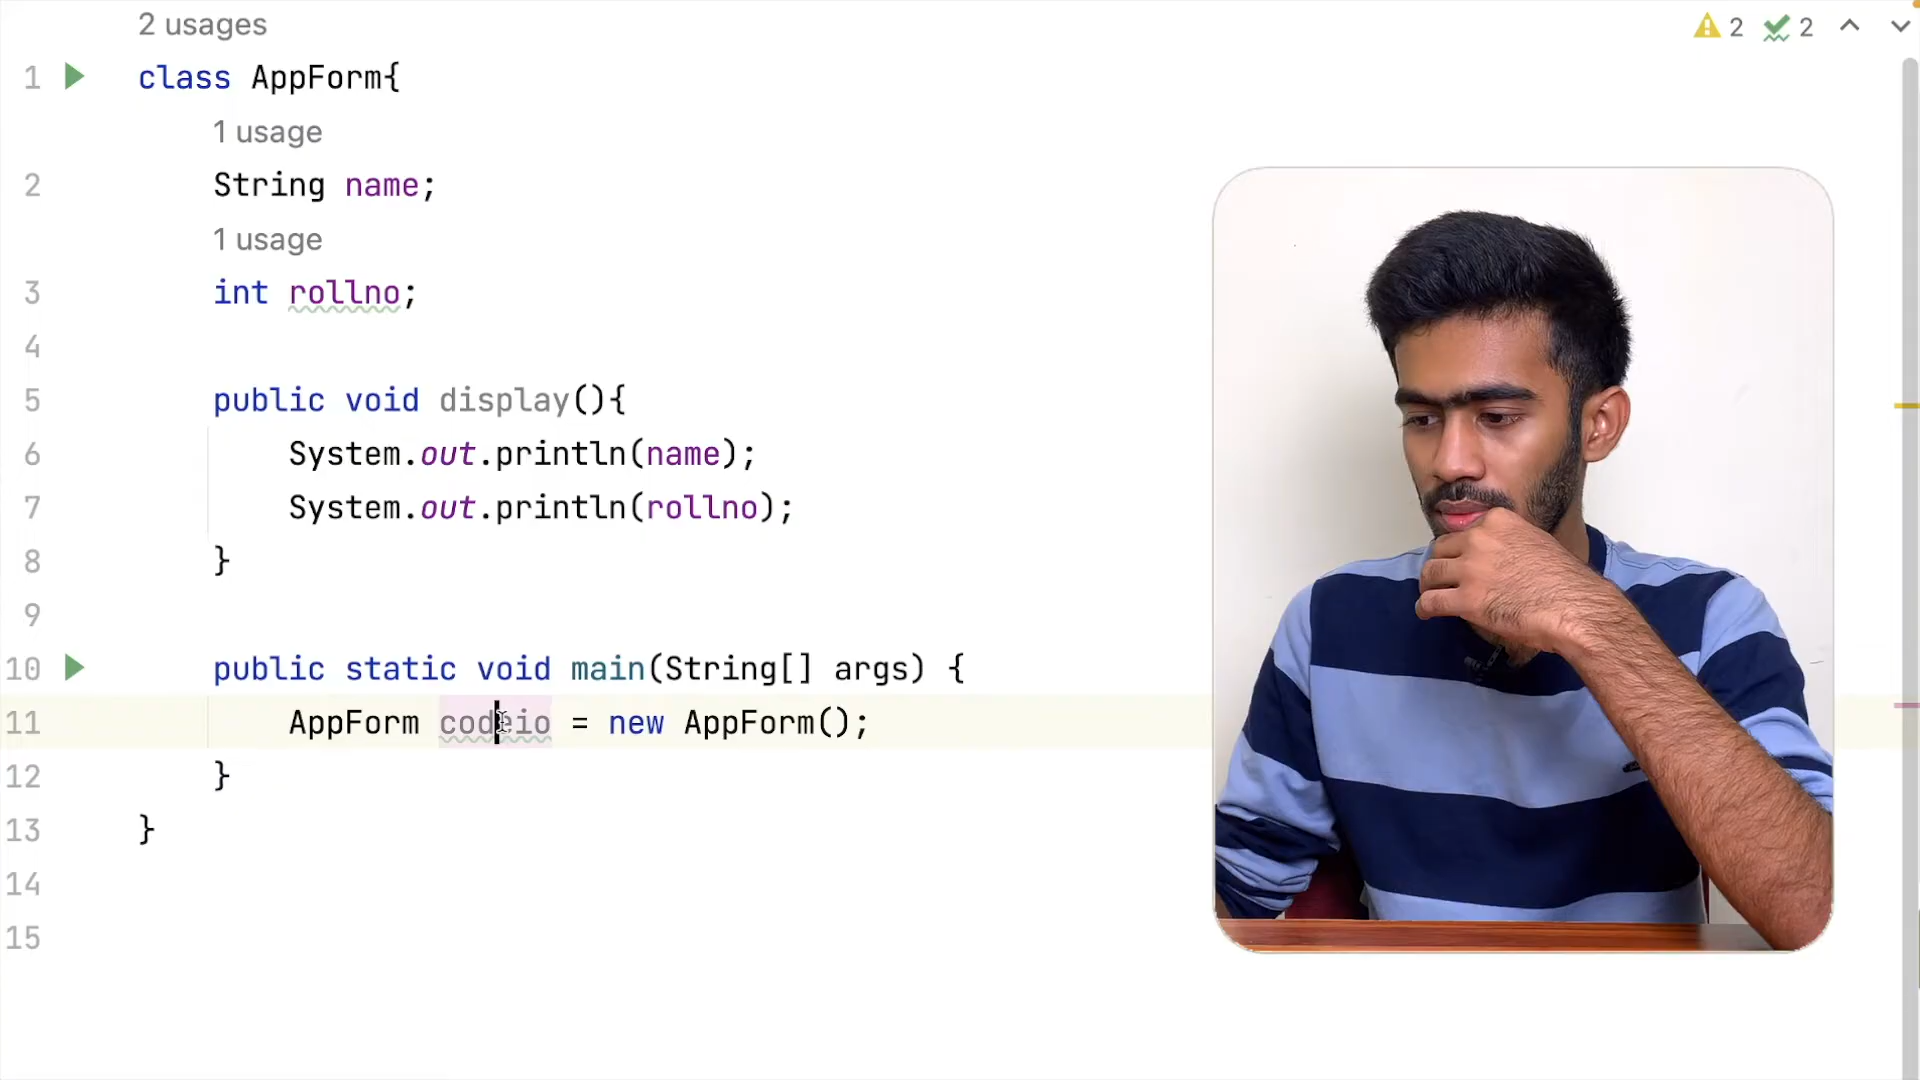 2 usages
2 2
1 class AppForm{
1 usage
2 String name;
1 usage
3 int rollno;
4
5 public void display(){
6 System.out.println(name);
7 System.out.println(rollno);
8 }
9
10 public static void main(String[] args) {
11 AppForm codeio = new AppForm();
12 }
13 }
14
15